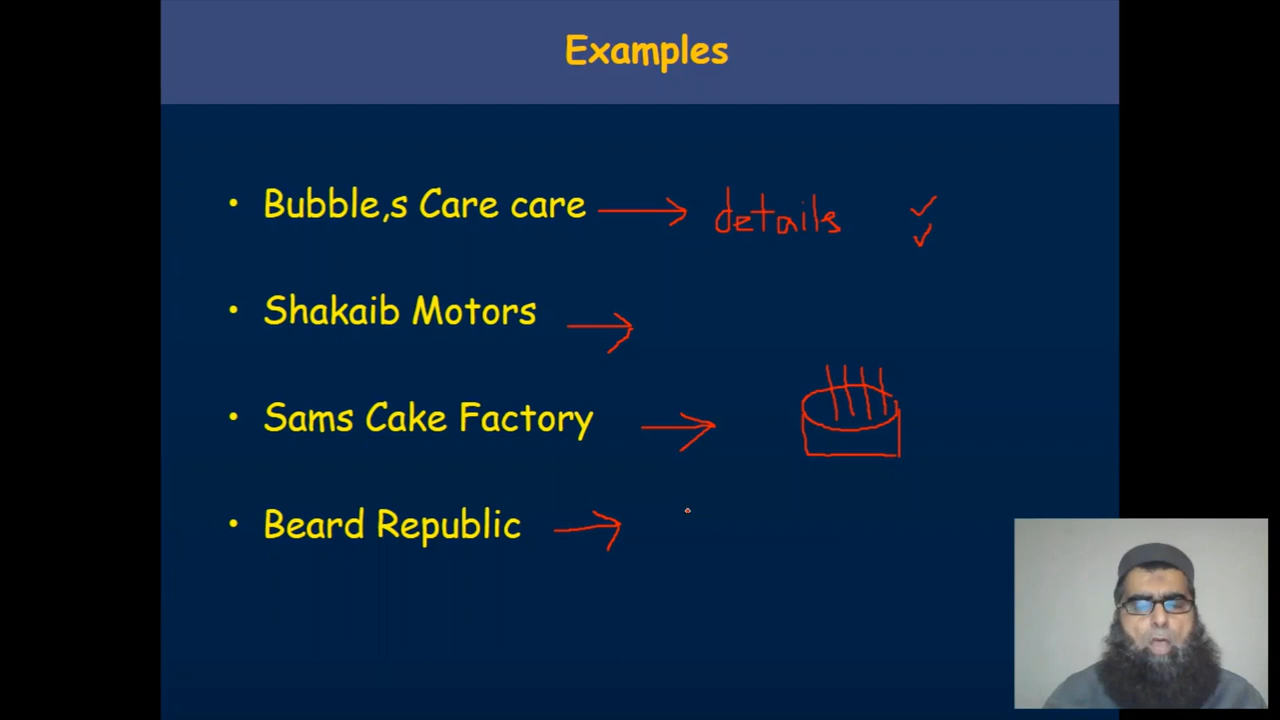 Examples
• Bubble,s Care care details
• Shakaib Motors
• Sams Cake Factory
• Beard Republic